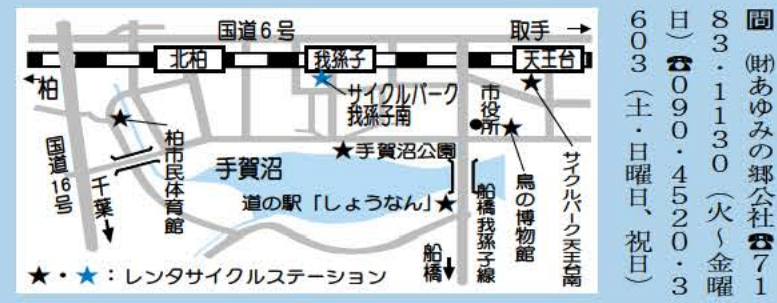 国道6号
取手
北柏
我孫子
天王台
柏
サイクルパーク
我孫子南
市役所
国道16号
千葉
柏市民体育館
手賀沼
★手賀沼公園
道の駅「しょうなん」★
船橋
船橋我孫子線
鳥の博物館
サイクルパーク天王台南
★・★：レンタサイクルステーション
問 ㈶あゆみの郷公社☎71
83・1130（火～金曜
日）☎090・4520・3
603（土・日曜日、祝日）